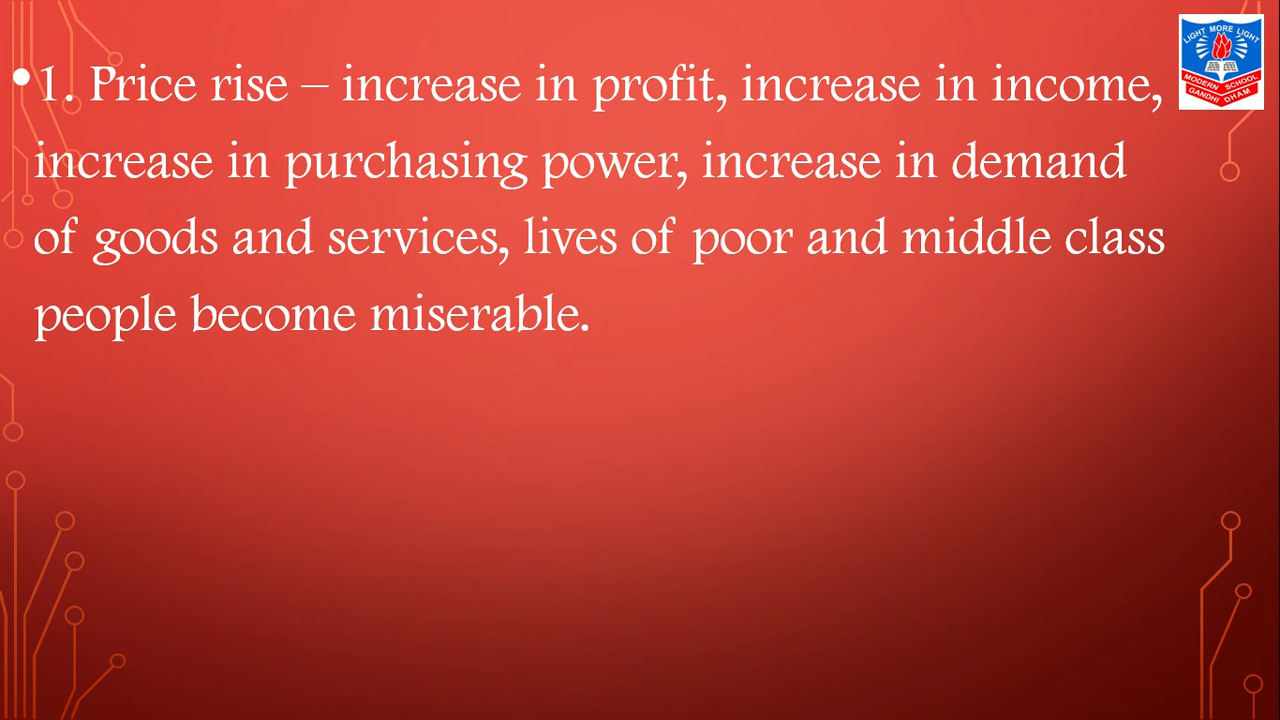 LIGHT MORE LIGHT
MODERN SCHOOL
GANDHI DHAM
•1. Price rise – increase in profit, increase in income,
increase in purchasing power, increase in demand
of goods and services, lives of poor and middle class
people become miserable.